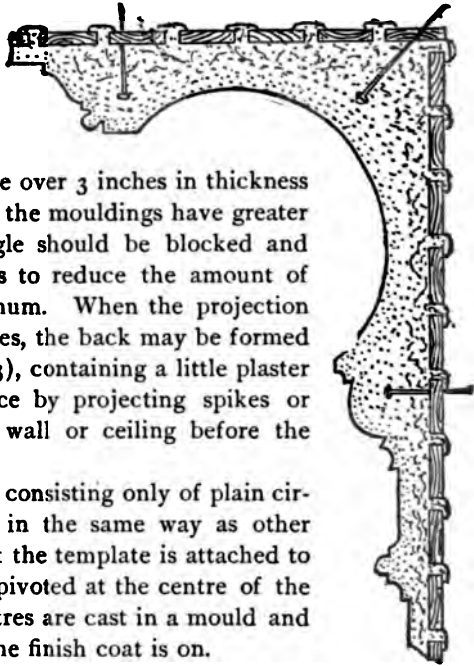 e over 3 inches in thickness
the mouldings have greater
gle should be blocked and
s to reduce the amount of
num. When the projection
es, the back may be formed
3), containing a little plaster
ce by projecting spikes or
wall or ceiling before the
consisting only of plain cir-
in the same way as other
t the template is attached to
pivoted at the centre of the
tres are cast in a mould and
ne finish coat is on.